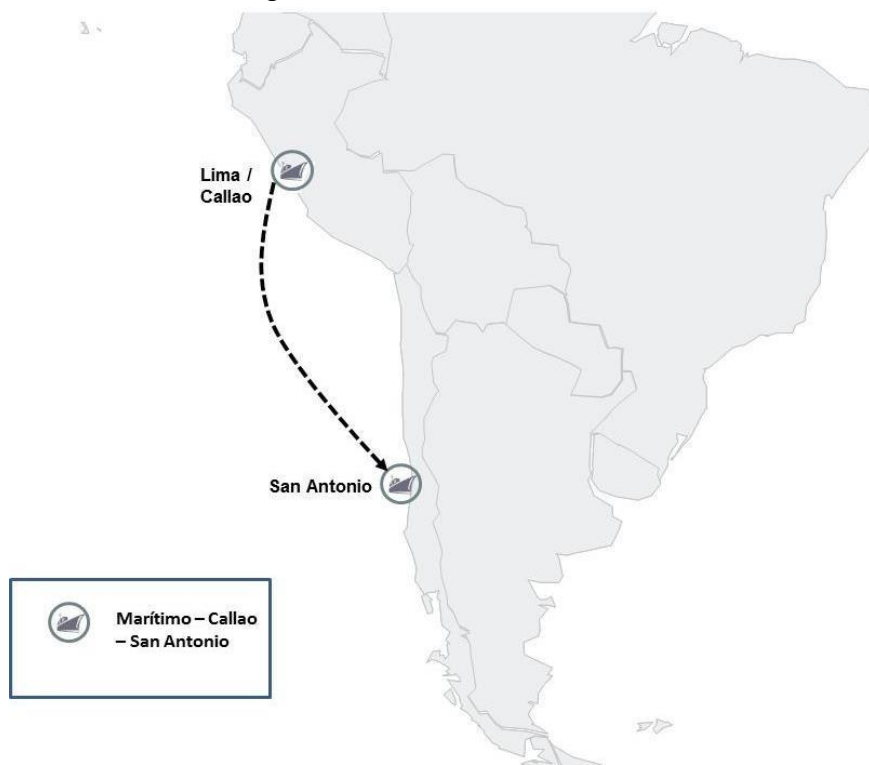 Lima /
Callao
San Antonio
Marítimo – Callao
– San Antonio